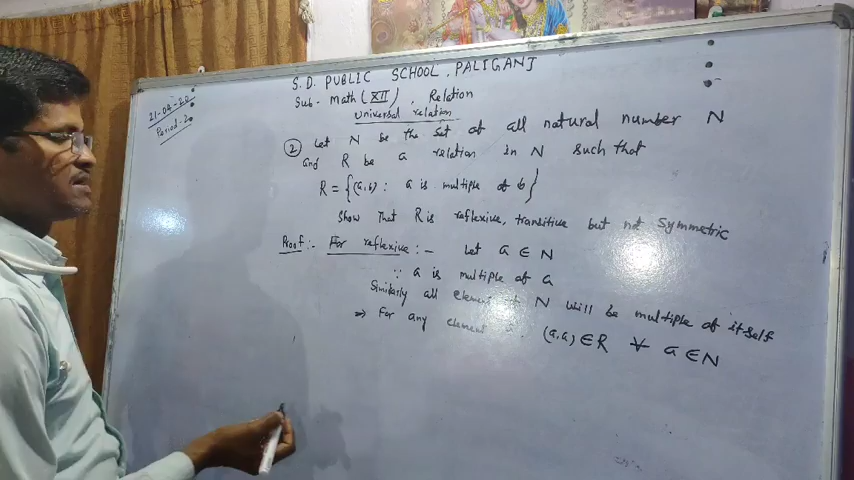 S.D. PUBLIC SCHOOL, PALIGANJ
21-04-20
Period-2
Sub- Math (XII), Relation
Universal relation
(2) Let N be the set of all natural number N
and R be a relation in N such that
R = {(a,b) : a is multiple of b}
Show that R is reflexive, transitive but not symmetric
Proof :- For reflexive :- Let a ∈ N
∵ a is multiple of a
Similarly all element of N will be multiple of itself
⇒ For any element (a,a) ∈ R ∀ a ∈ N